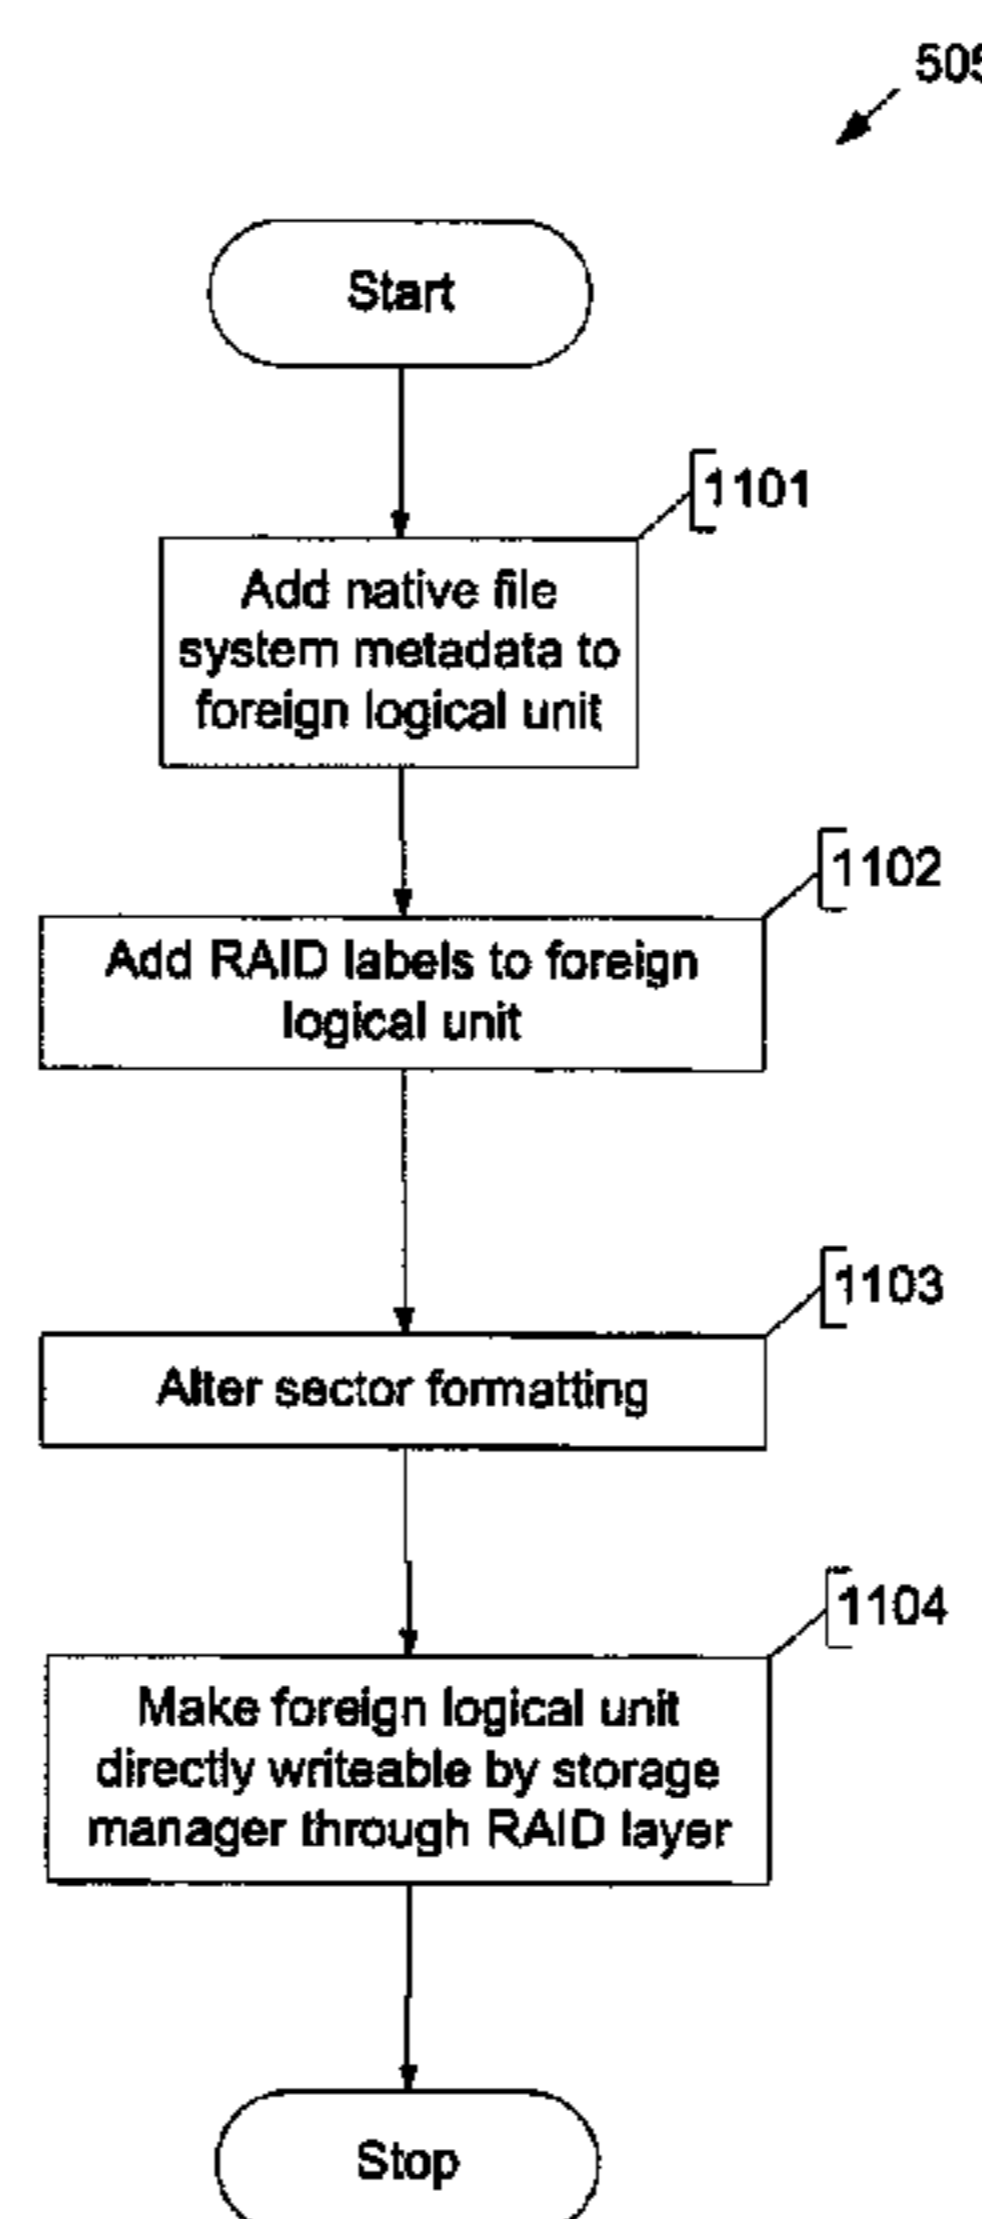 505
Start
1101
Add native file
system metadata to
foreign logical unit
1102
Add RAID labels to foreign
logical unit
1103
Alter sector formatting
1104
Make foreign logical unit
directly writeable by storage
manager through RAID layer
Stop